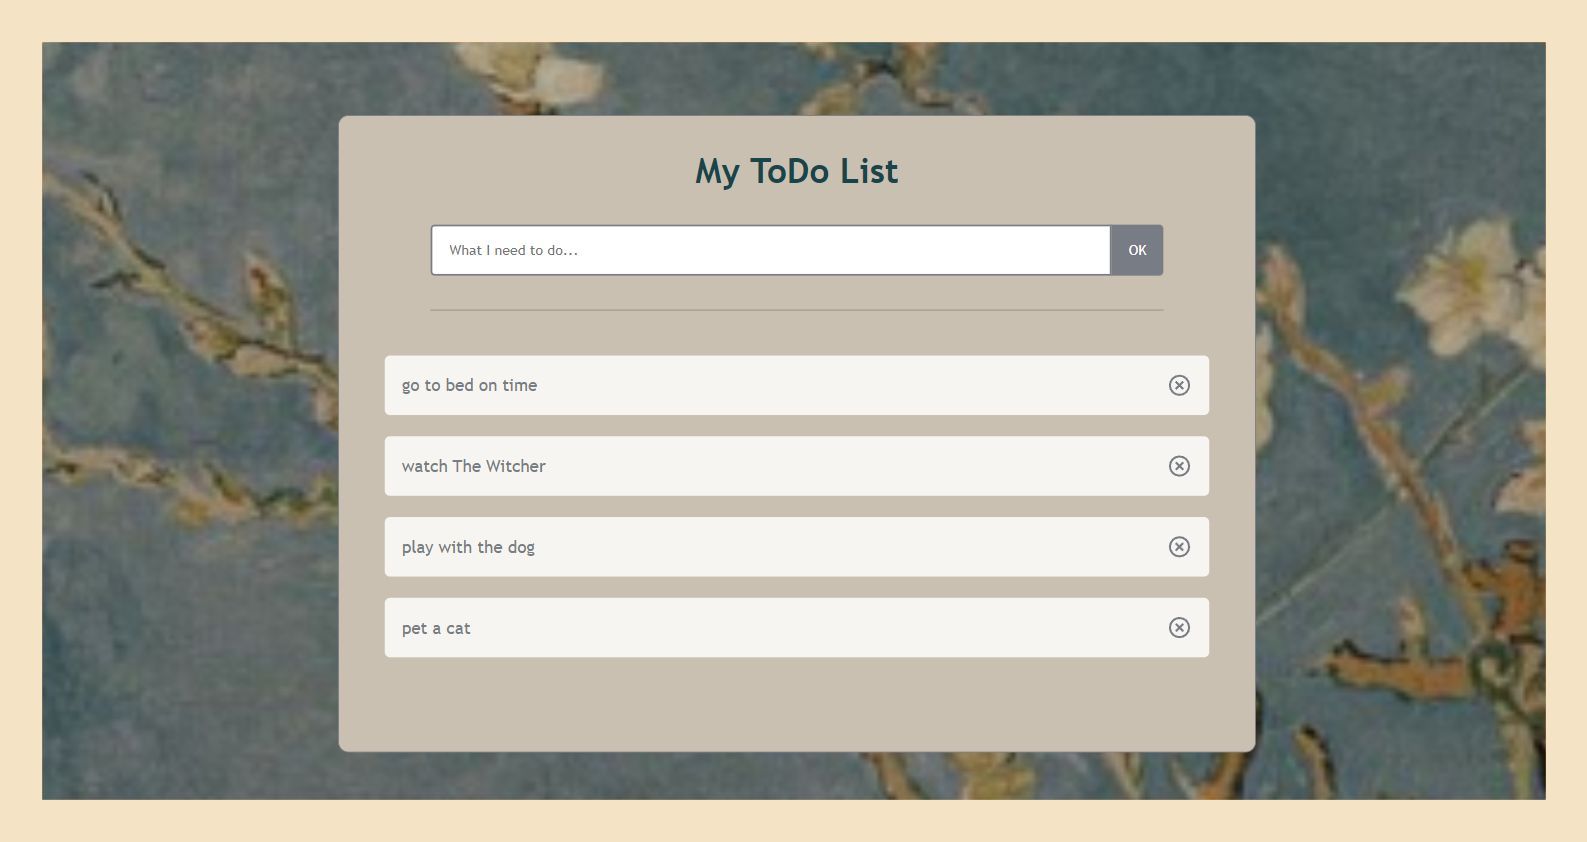 My ToDo List
What I need to do...
OK
go to bed on time
watch The Witcher
play with the dog
pet a cat